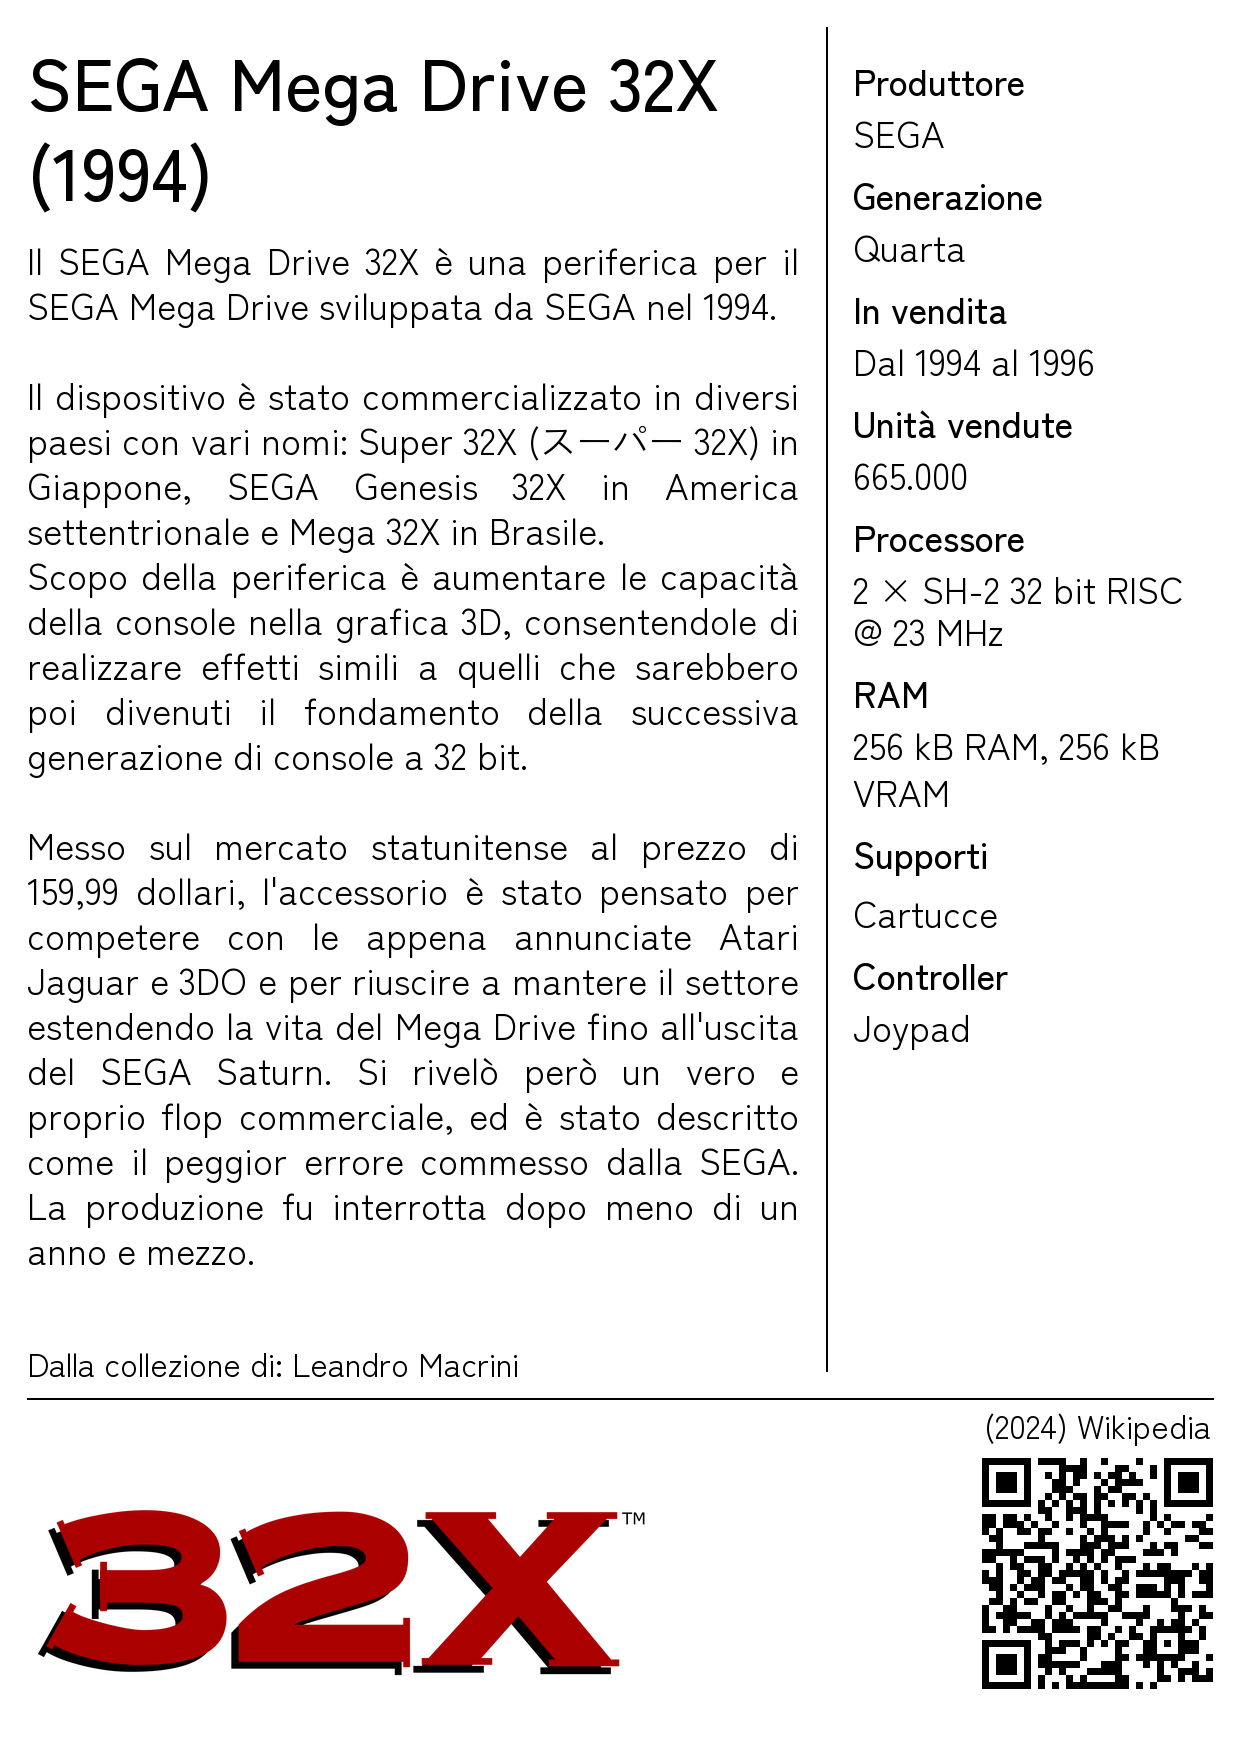 SEGA Mega Drive 32X
(1994)
Il SEGA Mega Drive 32X è una periferica per il
SEGA Mega Drive sviluppata da SEGA nel 1994.
Il dispositivo è stato commercializzato in diversi
paesi con vari nomi: Super 32X (スーパー 32X) in
Giappone, SEGA Genesis 32X in America
settentrionale e Mega 32X in Brasile.
Scopo della periferica è aumentare le capacità
della console nella grafica 3D, consentendole di
realizzare effetti simili a quelli che sarebbero
poi divenuti il fondamento della successiva
generazione di console a 32 bit.
Messo sul mercato statunitense al prezzo di
159,99 dollari, l'accessorio è stato pensato per
competere con le appena annunciate Atari
Jaguar e 3DO e per riuscire a mantere il settore
estendendo la vita del Mega Drive fino all'uscita
del SEGA Saturn. Si rivelò però un vero e
proprio flop commerciale, ed è stato descritto
come il peggior errore commesso dalla SEGA.
La produzione fu interrotta dopo meno di un
anno e mezzo.
Dalla collezione di: Leandro Macrini
Produttore
SEGA
Generazione
Quarta
In vendita
Dal 1994 al 1996
Unità vendute
665.000
Processore
2 × SH-2 32 bit RISC
@ 23 MHz
RAM
256 kB RAM, 256 kB
VRAM
Supporti
Cartucce
Controller
Joypad
(2024) Wikipedia
32X™